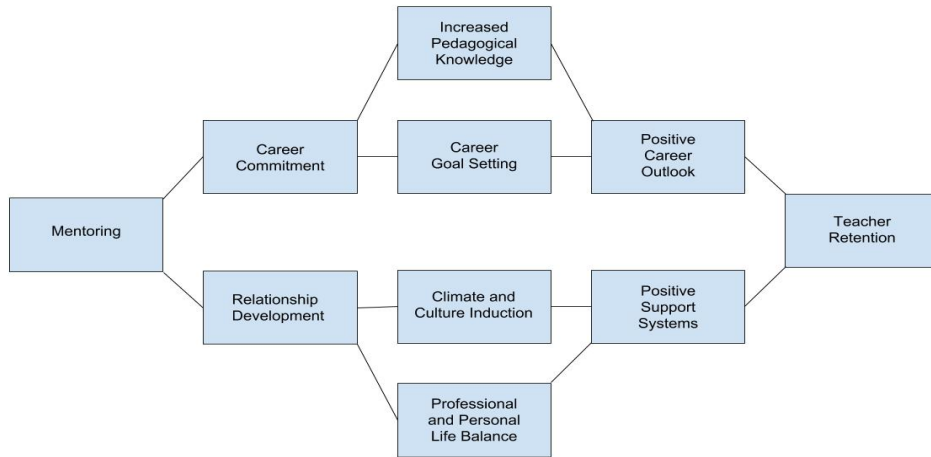 Increased
Pedagogical
Knowledge
Career
Commitment
Career
Goal Setting
Positive
Career
Outlook
Mentoring
Teacher
Retention
Relationship
Development
Climate and
Culture Induction
Positive
Support
Systems
Professional
and Personal
Life Balance